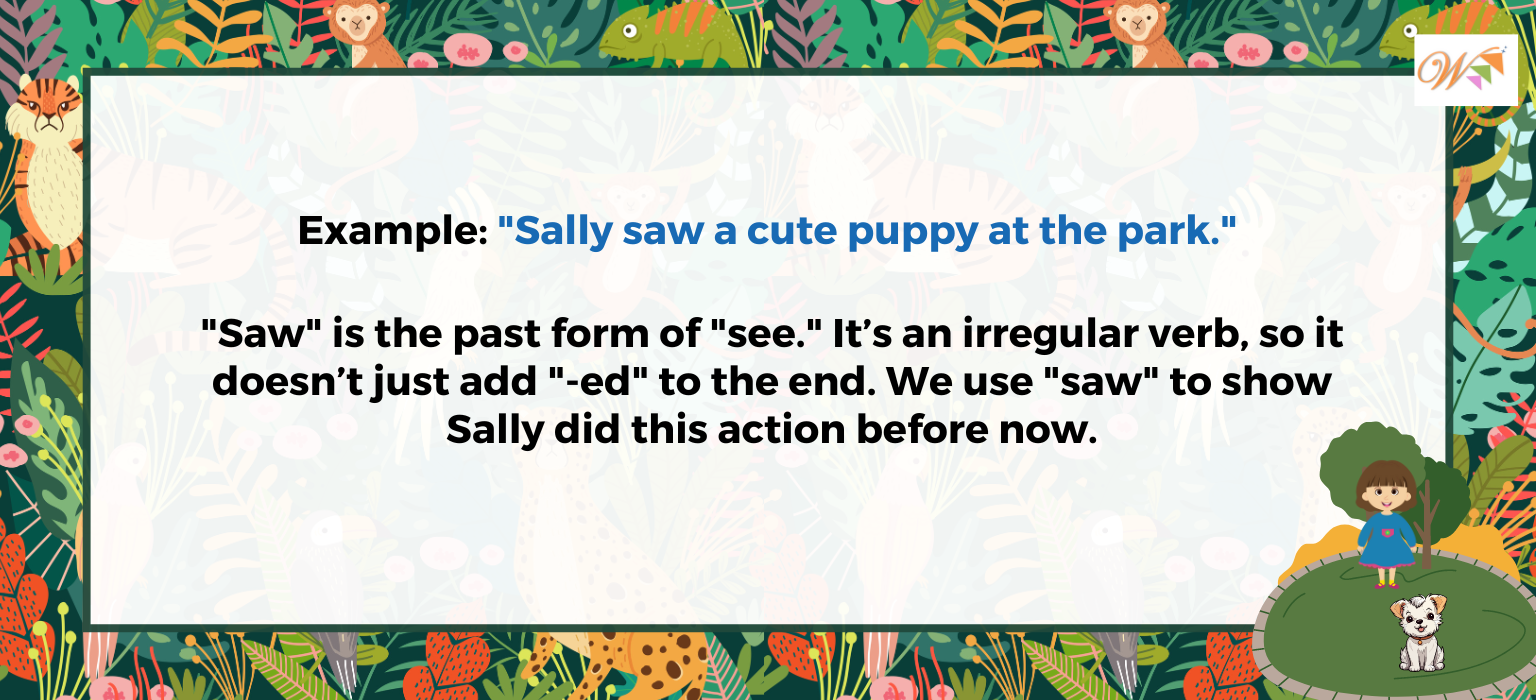 W
Example: "Sally saw a cute puppy at the park."
"Saw" is the past form of "see." It’s an irregular verb, so it
doesn’t just add "-ed" to the end. We use "saw" to show
Sally did this action before now.